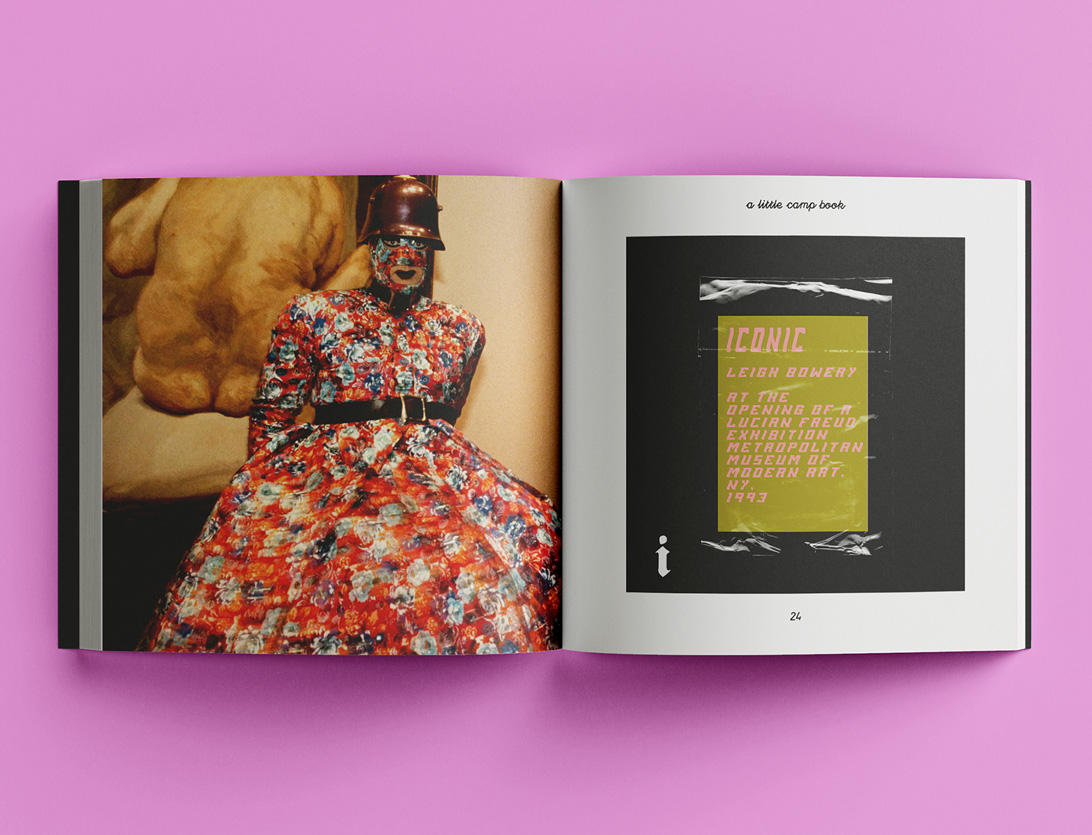 a little camp book
ICONIC
LEIGH BOWERY
AT THE
OPENING OF A
LUCIAN FREUD
EXHIBITION
METROPOLITAN
MUSEUM OF
MODERN ART,
NY,
1993
i
24